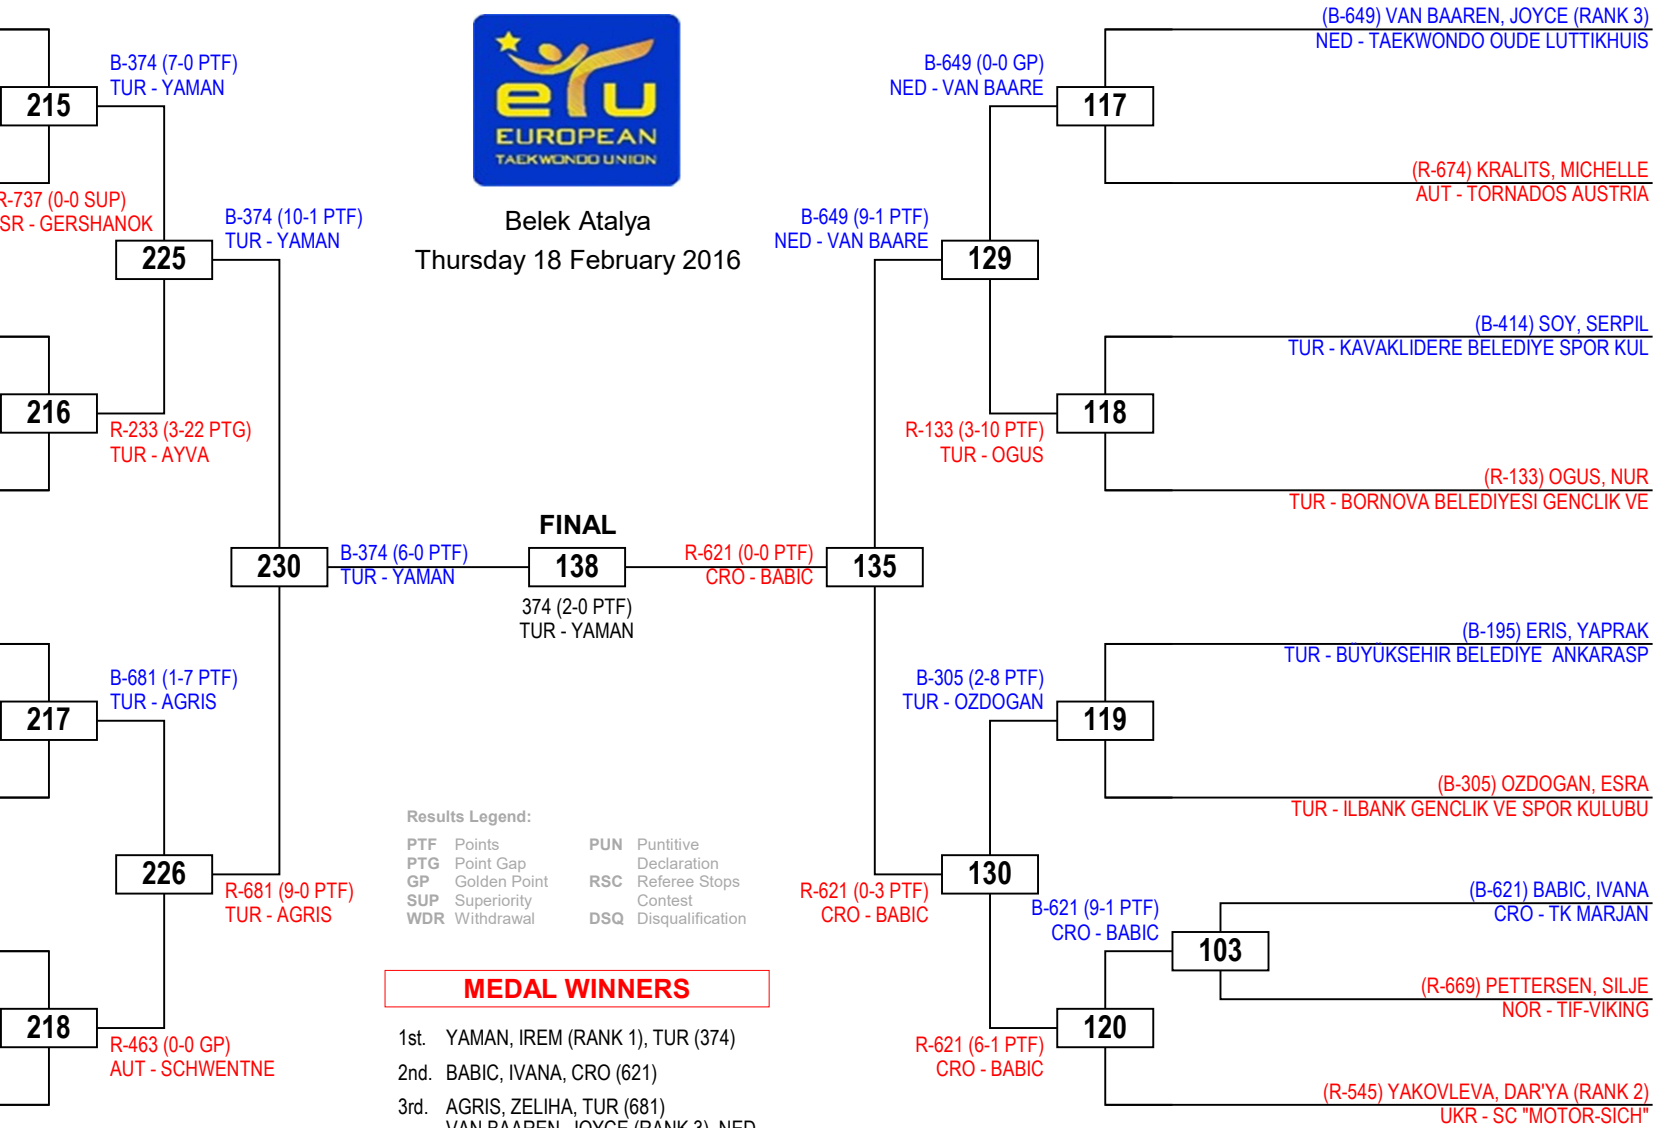 (B-649) VAN BAAREN, JOYCE (RANK 3)
NED - TAEKWONDO OUDE LUTTIKHUIS
B-374 (7-0 PTF)
TUR - YAMAN
215
eTU
EUROPEAN
TAEKWONDO UNION
B-649 (0-0 GP)
NED - VAN BAARE
117
(R-674) KRALITS, MICHELLE
AUT - TORNADOS AUSTRIA
R-737 (0-0 SUP)
SR - GERSHANOK
B-374 (10-1 PTF)
TUR - YAMAN
225
Belek Atalya
Thursday 18 February 2016
B-649 (9-1 PTF)
NED - VAN BAARE
129
(B-414) SOY, SERPIL
TUR - KAVAKLIDERE BELEDIYE SPOR KUL
216
R-233 (3-22 PTG)
TUR - AYVA
R-133 (3-10 PTF)
TUR - OGUS
118
(R-133) OGUS, NUR
TUR - BORNOVA BELEDIYESI GENCLIK VE
230
B-374 (6-0 PTF)
TUR - YAMAN
FINAL
138
374 (2-0 PTF)
TUR - YAMAN
R-621 (0-0 PTF)
CRO - BABIC
135
(B-195) ERIS, YAPRAK
TUR - BÜYÜKSEHIR BELEDIYE ANKARASP
217
B-681 (1-7 PTF)
TUR - AGRIS
B-305 (2-8 PTF)
TUR - OZDOGAN
119
(B-305) OZDOGAN, ESRA
TUR - ILBANK GENCLIK VE SPOR KULUBU
226
R-681 (9-0 PTF)
TUR - AGRIS
Results Legend:
PTF Points
PTG Point Gap
GP Golden Point
SUP Superiority
WDR Withdrawal
PUN Puntitive
Declaration
RSC Referee Stops
Contest
DSQ Disqualification
R-621 (0-3 PTF)
CRO - BABIC
130
B-621 (9-1 PTF)
CRO - BABIC
103
(B-621) BABIC, IVANA
CRO - TK MARJAN
(R-669) PETTERSEN, SILJE
NOR - TIF-VIKING
218
R-463 (0-0 GP)
AUT - SCHWENTNE
R-621 (6-1 PTF)
CRO - BABIC
120
(R-545) YAKOVLEVA, DAR'YA (RANK 2)
UKR - SC "MOTOR-SICH"
MEDAL WINNERS
1st. YAMAN, IREM (RANK 1), TUR (374)
2nd. BABIC, IVANA, CRO (621)
3rd. AGRIS, ZELIHA, TUR (681)
VAN BAAREN, JOYCE (RANK 3), NED